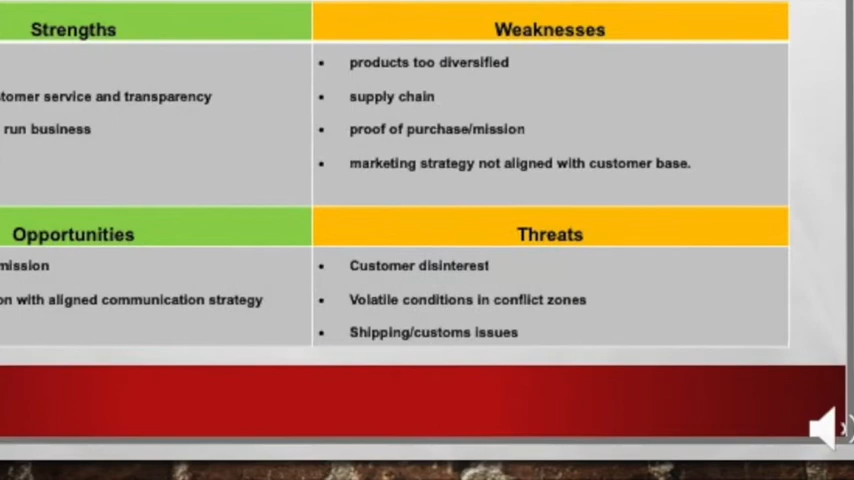 Strengths
Weaknesses
products too diversified
tomer service and transparency
supply chain
run business
proof of purchase/mission
marketing strategy not aligned with customer base.
Opportunities
Threats
mission
Customer disinterest
on with aligned communication strategy
Volatile conditions in conflict zones
Shipping/customs issues